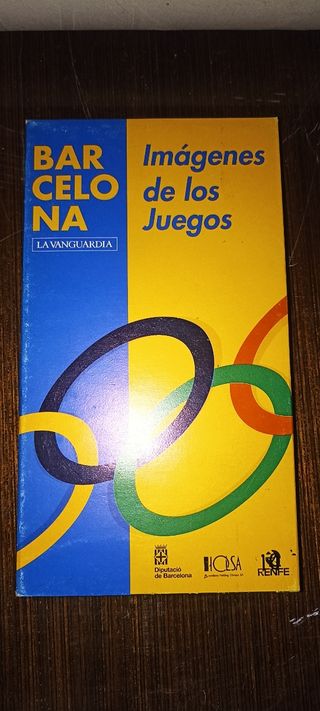 BAR
CELO
NA
LA VANGUARDIA
Imágenes
de los
Juegos
Diputació
de Barcelona
HOLSA
RENFE